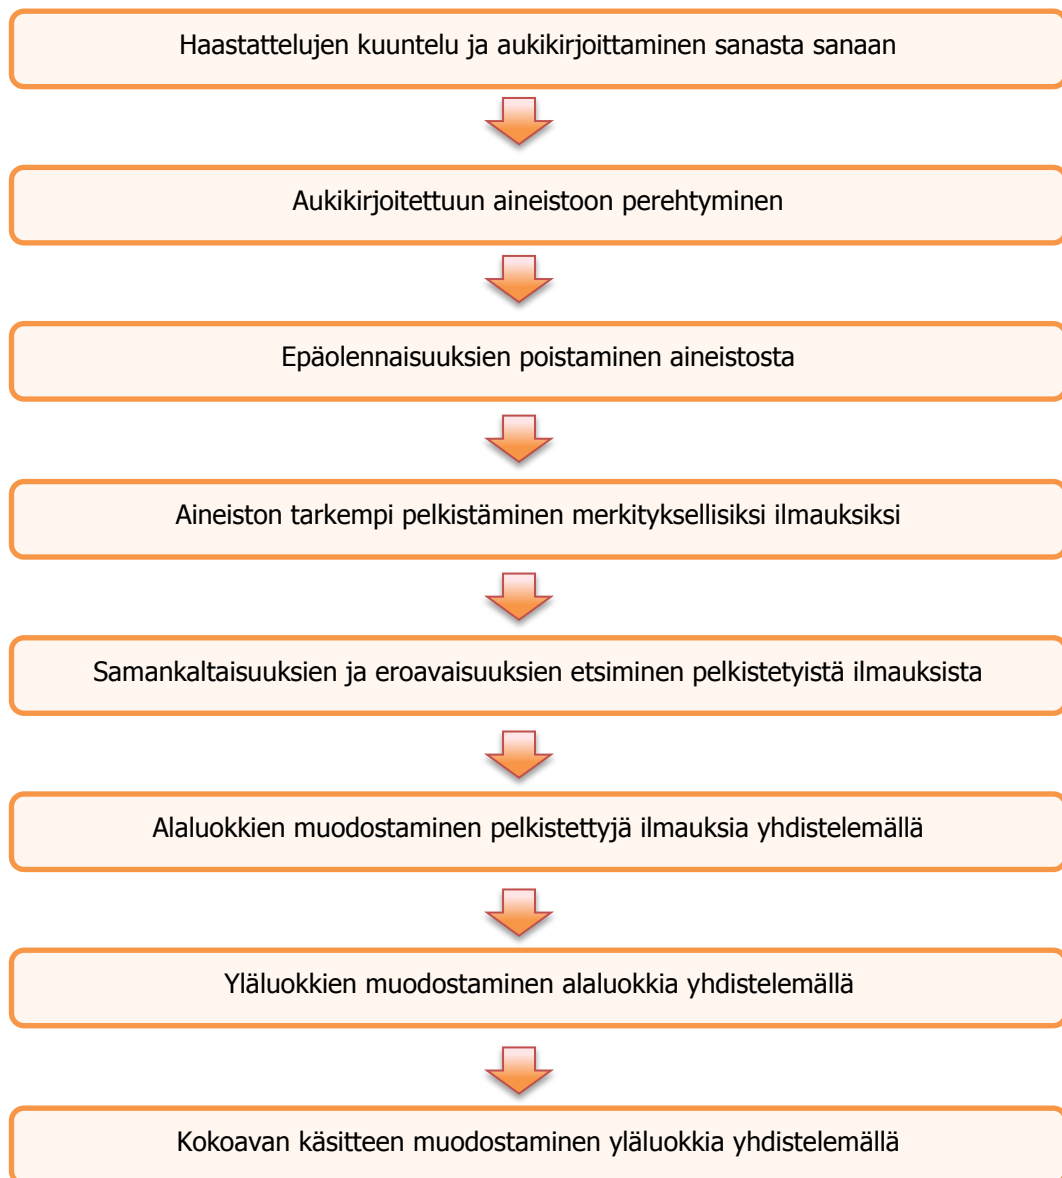 Haastattelujen kuuntelu ja aukikirjoittaminen sanasta sanaan
Aukikirjoitettuun aineistoon perehtyminen
Epäolennaisuuksien poistaminen aineistosta
Aineiston tarkempi pelkistäminen merkityksellisiksi ilmauksiksi
Samankaltaisuuksien ja eroavaisuuksien etsiminen pelkistetyistä ilmauksista
Alaluokkien muodostaminen pelkistettyjä ilmauksia yhdistelemällä
Yläluokkien muodostaminen alaluokkia yhdistelemällä
Kokoavan käsitteen muodostaminen yläluokkia yhdistelemällä